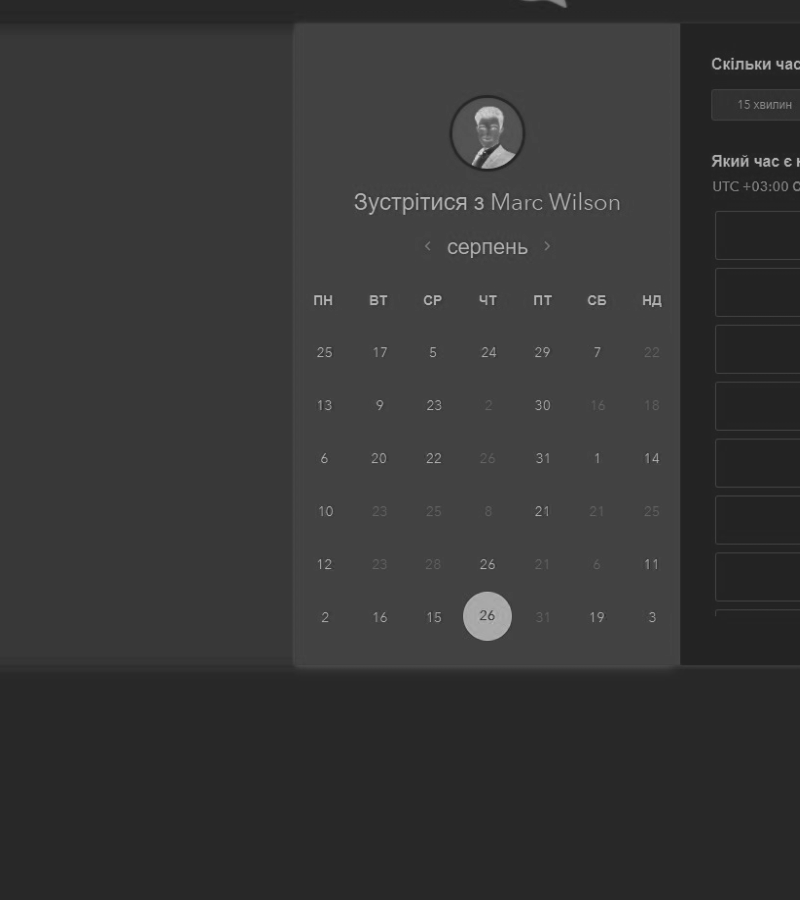 Зустрітися з Marc Wilson
‹ серпень ›
ПН ВТ СР ЧТ ПТ СБ НД
25 17 5 24 29 7 22
13 9 23 2 30 16 18
6 20 22 26 31 1 14
10 23 25 8 21 21 25
12 23 28 26 21 6 11
2 16 15 26 31 19 3
Скільки час
15 хвилин
Який час є
UTC +03:00